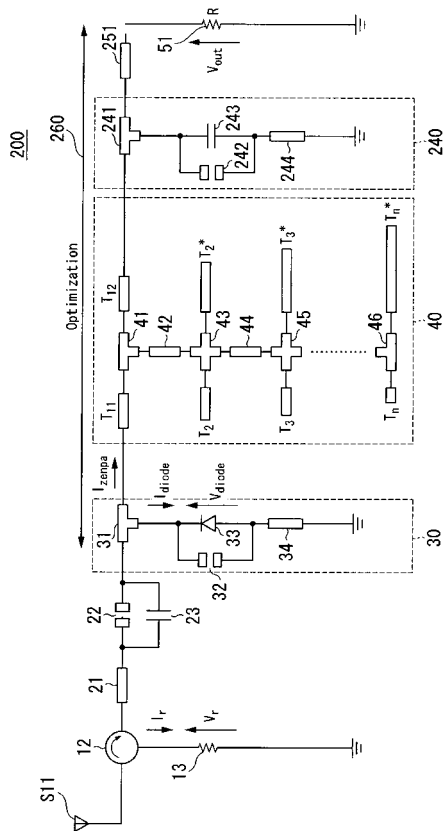 200
260
Optimization
S11
12
I_r
V_r
13
21
22
23
I_zenpa
31
I_diode
V_diode
32
33
34
30
T_11
T_12
41
42
T_2
43
T_2*
44
T_3
45
T_3*
T_n
46
T_n*
40
241
242
243
244
240
251
51
R
V_out